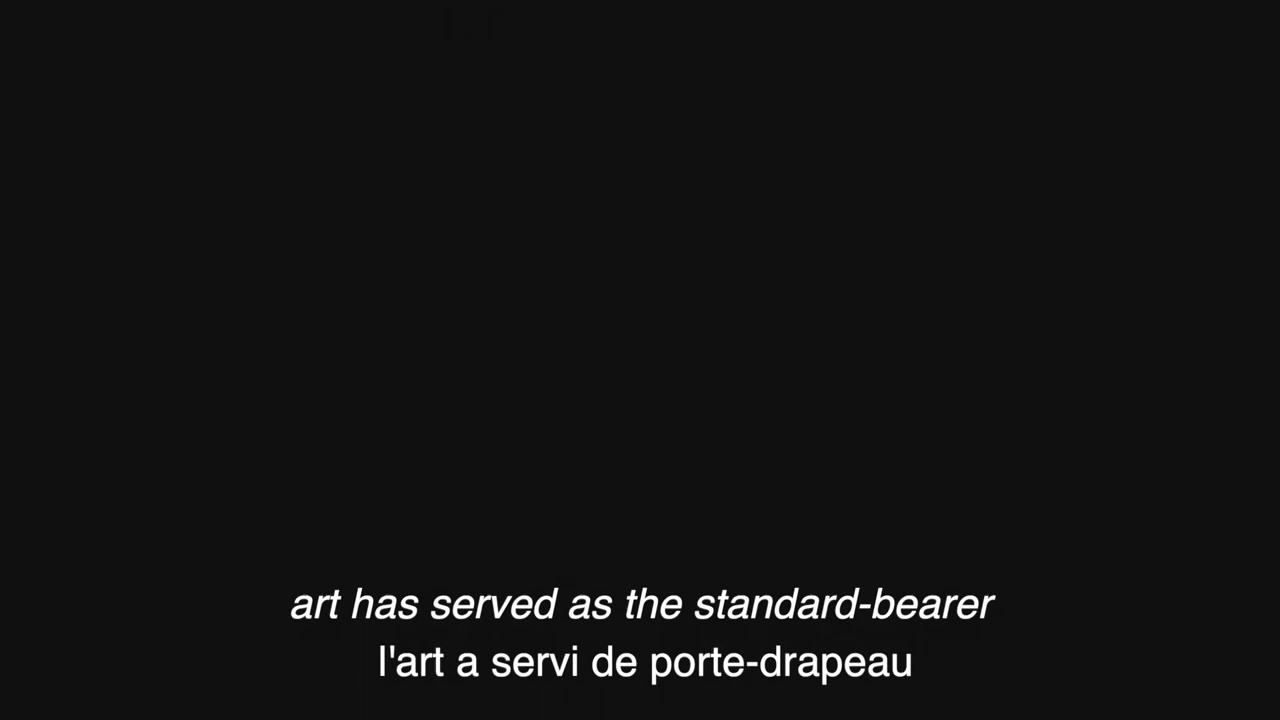 art has served as the standard-bearer
l'art a servi de porte-drapeau